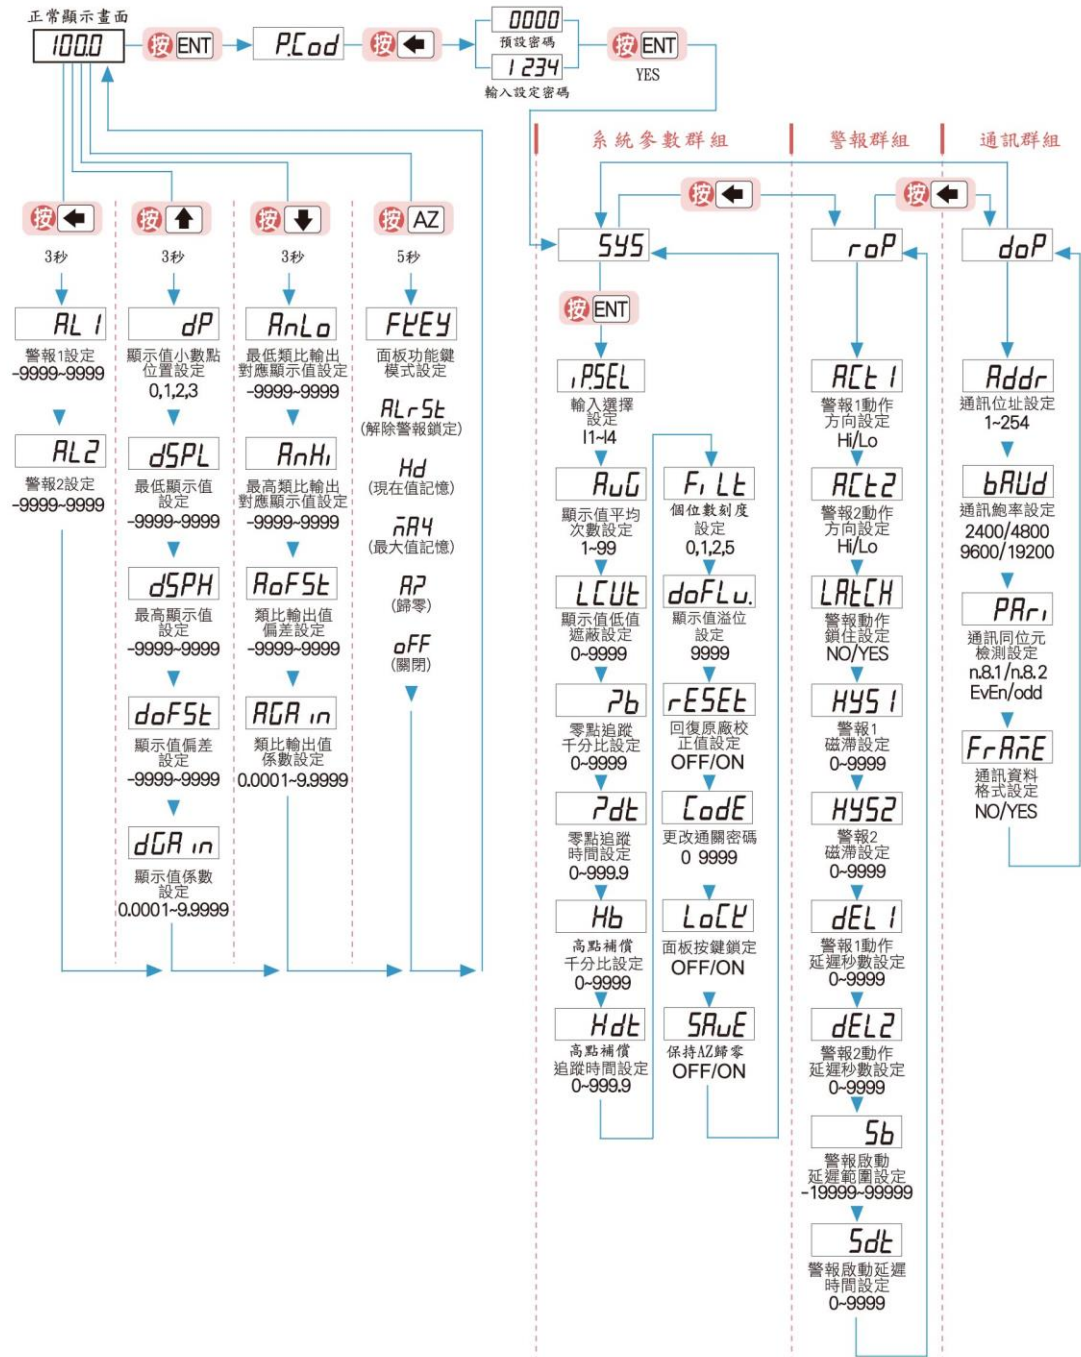 正常顯示畫面
100.0
按 ENT
P.Cod
按
0000
預設密碼
1234
輸入設定密碼
按 ENT
YES
系統參數群組
警報群組
通訊群組
按
3秒
AL1
警報1設定
-9999~9999
AL2
警報2設定
-9999~9999
按
3秒
dP
顯示值小數點
位置設定
0,1,2,3
dSPL
最低顯示值
設定
-9999~9999
dSPH
最高顯示值
設定
-9999~9999
doFSt
顯示值偏差
設定
-9999~9999
dGAin
顯示值係數
設定
0.0001~9.9999
按
3秒
AnLo
最低類比輸出
對應顯示值設定
-9999~9999
AnHi
最高類比輸出
對應顯示值設定
-9999~9999
AoFSt
類比輸出值
偏差設定
-9999~9999
AGAin
類比輸出值
係數設定
0.0001~9.9999
按 AZ
5秒
FKEY
面板功能鍵
模式設定
ALrSt
(解除警報鎖定)
Hd
(現在值記憶)
mAH
(最大值記憶)
AZ
(歸零)
oFF
(關閉)
按
按
SYS
按 ENT
iP.SEL
輸入選擇
設定
I1~I4
AvG
顯示值平均
次數設定
1~99
LCUt
顯示值低值
遮蔽設定
0~9999
Zb
零點追蹤
千分比設定
0~9999
Zdt
零點追蹤
時間設定
0~999.9
Hb
高點補償
千分比設定
0~9999
Hdt
高點補償
追蹤時間設定
0~999.9
FiLt
個位數刻度
設定
0,1,2,5
doFLv.
顯示值溢位
設定
9999
rESEt
回復原廠校
正值設定
OFF/ON
CodE
更改通關密碼
0 9999
LoCK
面板按鍵鎖定
OFF/ON
SAvE
保持AZ歸零
OFF/ON
roP
ACt1
警報1動作
方向設定
Hi/Lo
ACt2
警報2動作
方向設定
Hi/Lo
LAtCH
警報動作
鎖住設定
NO/YES
HYS1
警報1
磁滯設定
0~9999
HYS2
警報2
磁滯設定
0~9999
dEL1
警報1動作
延遲秒數設定
0~9999
dEL2
警報2動作
延遲秒數設定
0~9999
Sb
警報啟動
延遲範圍設定
-19999~99999
Sdt
警報啟動延遲
時間設定
0~9999
doP
Addr
通訊位址設定
1~254
bAUd
通訊鮑率設定
2400/4800
9600/19200
PAri
通訊同位元
檢測設定
n.8.1/n.8.2
EvEn/odd
FrAmE
通訊資料
格式設定
NO/YES